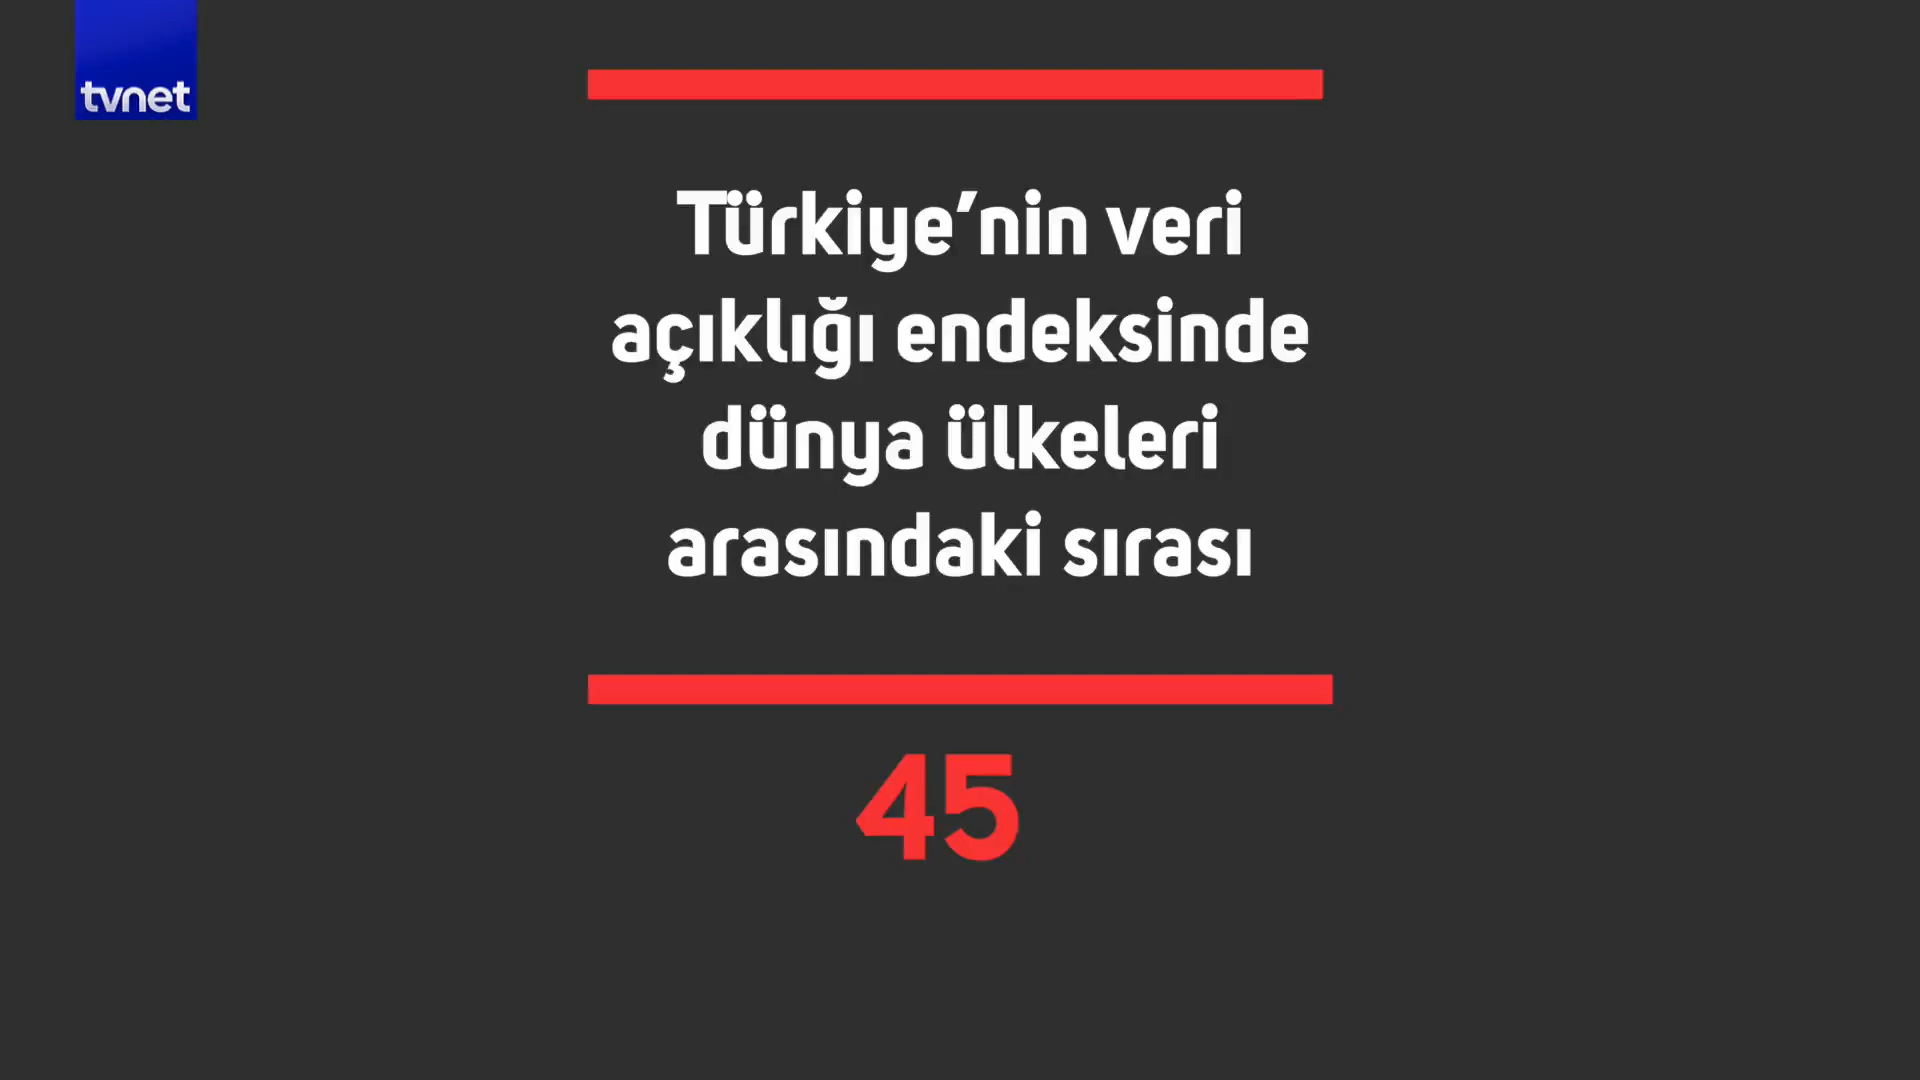 tvnet
Türkiye’nin veri
açıklığı endeksinde
dünya ülkeleri
arasındaki sırası
45